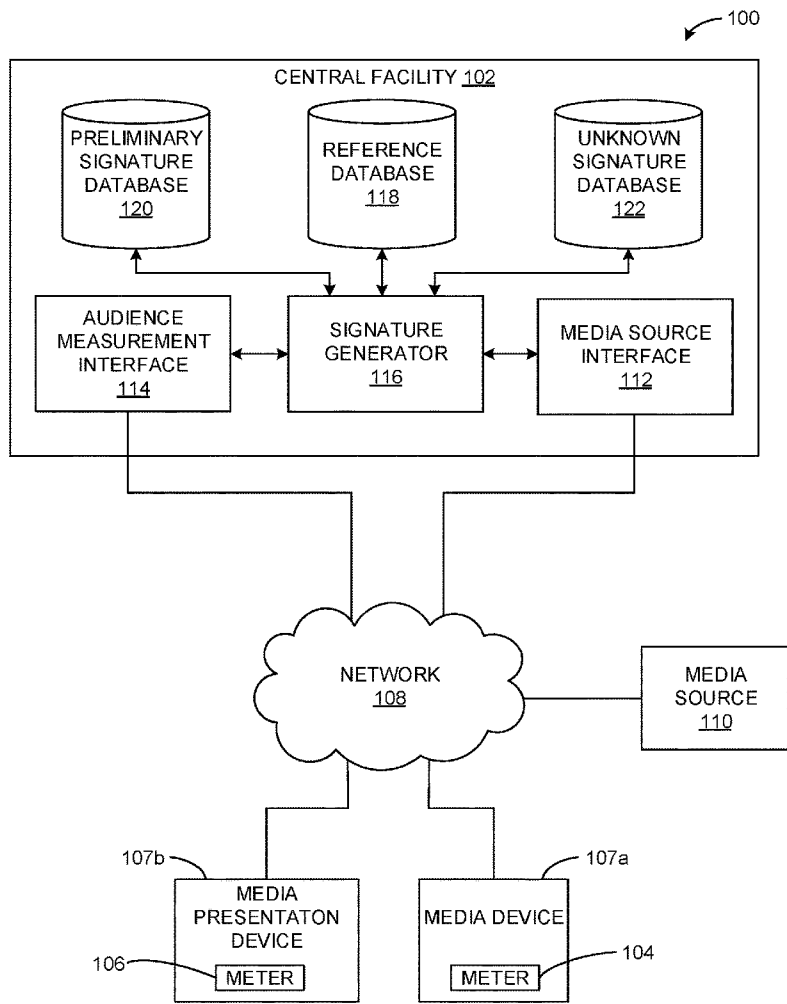 100
CENTRAL FACILITY 102
PRELIMINARY
SIGNATURE
DATABASE
120
REFERENCE
DATABASE
118
UNKNOWN
SIGNATURE
DATABASE
122
AUDIENCE
MEASUREMENT
INTERFACE
114
SIGNATURE
GENERATOR
116
MEDIA SOURCE
INTERFACE
112
NETWORK
108
MEDIA
SOURCE
110
107b
MEDIA
PRESENTATON
DEVICE
106
METER
107a
MEDIA DEVICE
104
METER